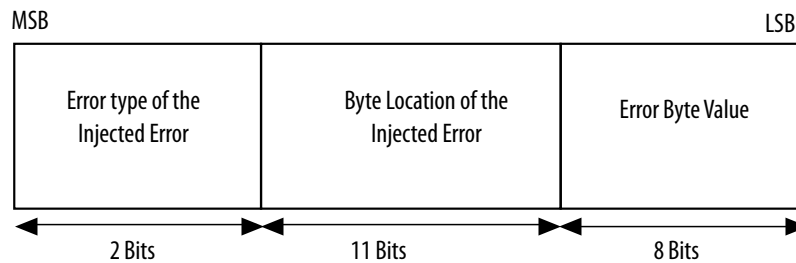 MSB
LSB
Error type of the
Injected Error
Byte Location of the
Injected Error
Error Byte Value
2 Bits
11 Bits
8 Bits